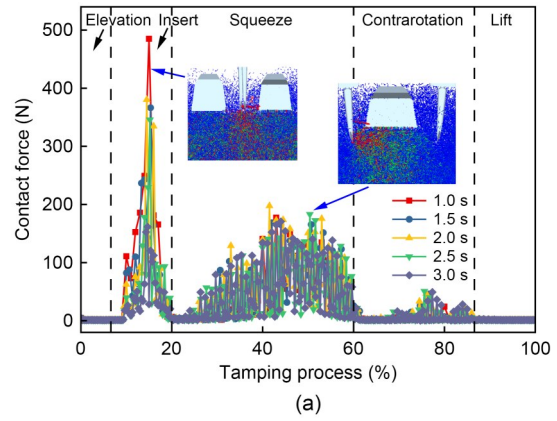 Elevation Insert Squeeze Contrarotation Lift
500
400
300
200
100
0
Contact force (N)
1.0 s
1.5 s
2.0 s
2.5 s
3.0 s
0 20 40 60 80 100
Tamping process (%)
(a)